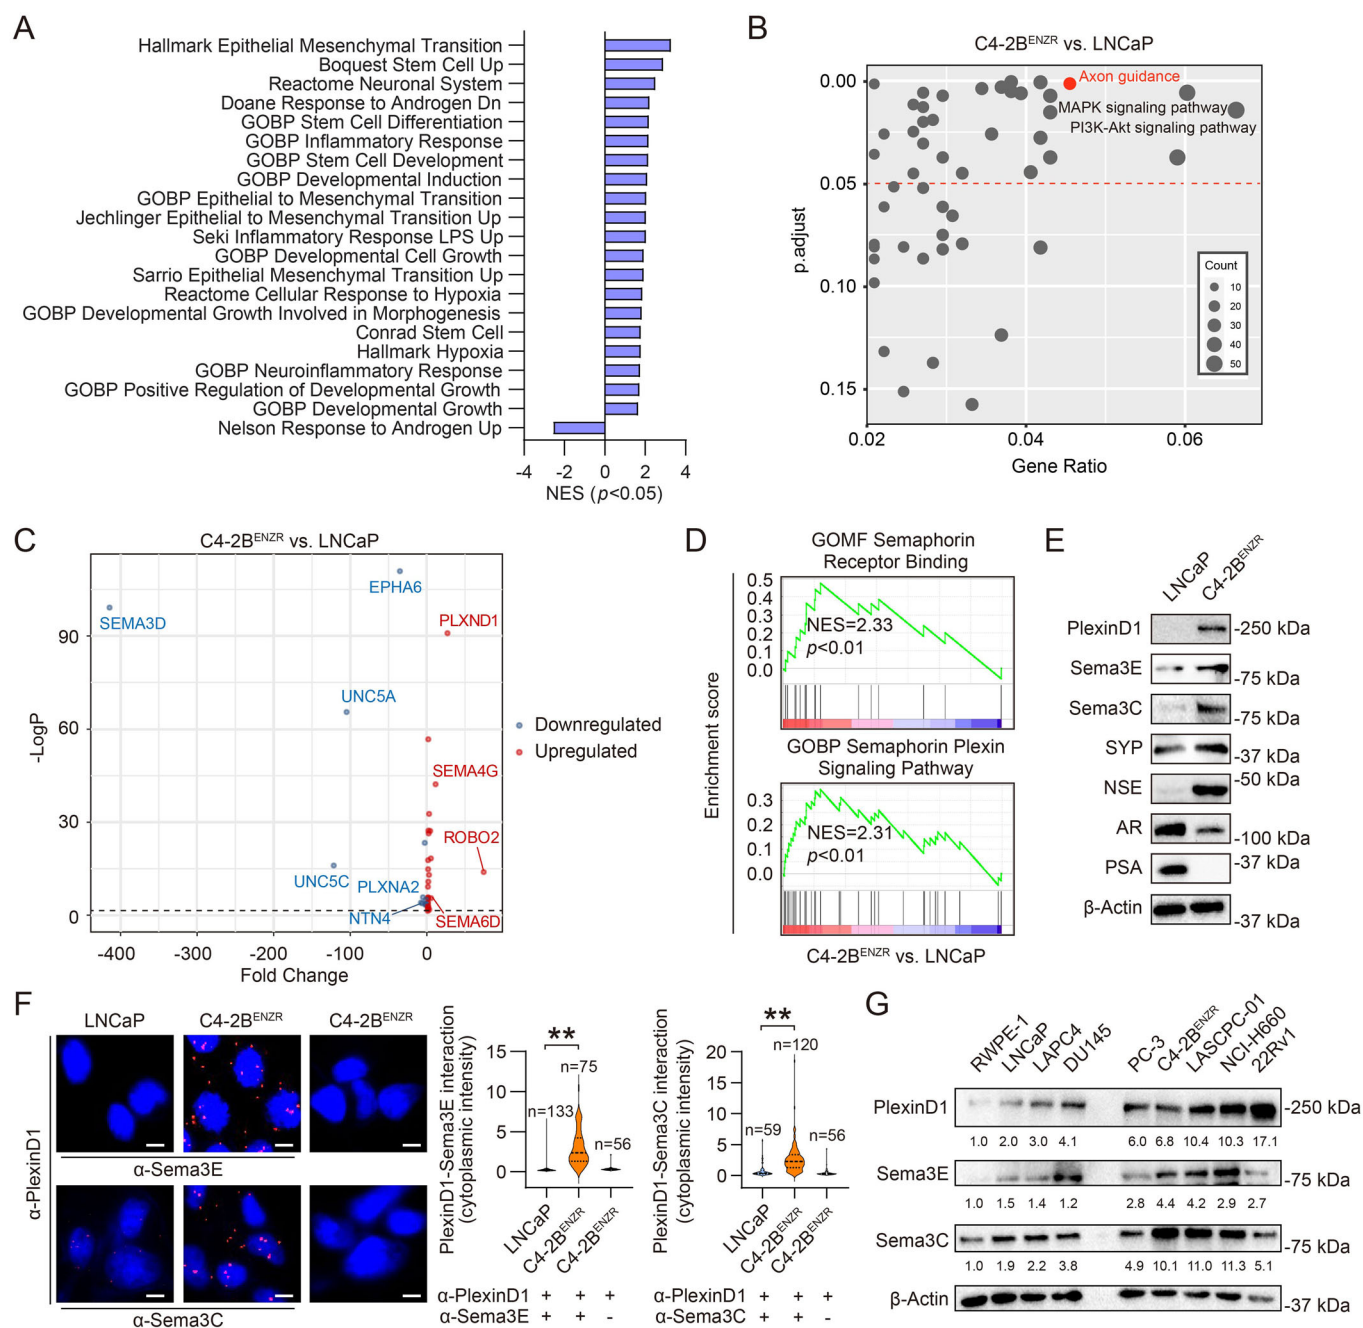 A
Hallmark Epithelial Mesenchymal Transition
Boquest Stem Cell Up
Reactome Neuronal System
Doane Response to Androgen Dn
GOBP Stem Cell Differentiation
GOBP Inflammatory Response
GOBP Stem Cell Development
GOBP Developmental Induction
GOBP Epithelial to Mesenchymal Transition
Jechlinger Epithelial to Mesenchymal Transition Up
Seki Inflammatory Response LPS Up
GOBP Developmental Cell Growth
Sarrio Epithelial Mesenchymal Transition Up
Reactome Cellular Response to Hypoxia
GOBP Developmental Growth Involved in Morphogenesis
Conrad Stem Cell
Hallmark Hypoxia
GOBP Neuroinflammatory Response
GOBP Positive Regulation of Developmental Growth
GOBP Developmental Growth
Nelson Response to Androgen Up
-4 -2 0 2 4
NES (p<0.05)
B
C4-2BENZR vs. LNCaP
Axon guidance
MAPK signaling pathway
PI3K-Akt signaling pathway
0.00
0.05
0.10
0.15
p.adjust
Count
10
20
30
40
50
0.02 0.04 0.06
Gene Ratio
C
C4-2BENZR vs. LNCaP
EPHA6
SEMA3D
PLXND1
UNC5A
SEMA4G
ROBO2
UNC5C
PLXNA2
NTN4
SEMA6D
90
60
30
0
-LogP
-400 -300 -200 -100 0
Fold Change
Downregulated
Upregulated
D
GOMF Semaphorin
Receptor Binding
0.5
0.4
0.3
0.2
0.1
0.0
NES=2.33
p<0.01
Enrichment score
GOBP Semaphorin Plexin
Signaling Pathway
0.3
0.2
0.1
0.0
NES=2.31
p<0.01
C4-2BENZR vs. LNCaP
E
LNCaP C4-2BENZR
PlexinD1 -250 kDa
Sema3E -75 kDa
Sema3C -75 kDa
SYP -37 kDa
NSE -50 kDa
AR -100 kDa
PSA -37 kDa
β-Actin -37 kDa
F
LNCaP C4-2BENZR C4-2BENZR
α-PlexinD1
α-Sema3E
α-Sema3C
PlexinD1-Sema3E interaction
(cytoplasmic intensity)
15
10
5
0
**
n=75
n=133
n=56
LNCaP C4-2BENZR C4-2BENZR
α-PlexinD1 + + +
α-Sema3E + + -
PlexinD1-Sema3C interaction
(cytoplasmic intensity)
20
15
10
5
0
**
n=120
n=59
n=56
LNCaP C4-2BENZR C4-2BENZR
α-PlexinD1 + + +
α-Sema3C + + -
G
RWPE-1 LNCaP LAPC4 DU145 PC-3 C4-2BENZR LASCPC-01 NCI-H660 22Rv1
PlexinD1 -250 kDa
1.0 2.0 3.0 4.1 6.0 6.8 10.4 10.3 17.1
Sema3E -75 kDa
1.0 1.5 1.4 1.2 2.8 4.4 4.2 2.9 2.7
Sema3C -75 kDa
1.0 1.9 2.2 3.8 4.9 10.1 11.0 11.3 5.1
β-Actin -37 kDa